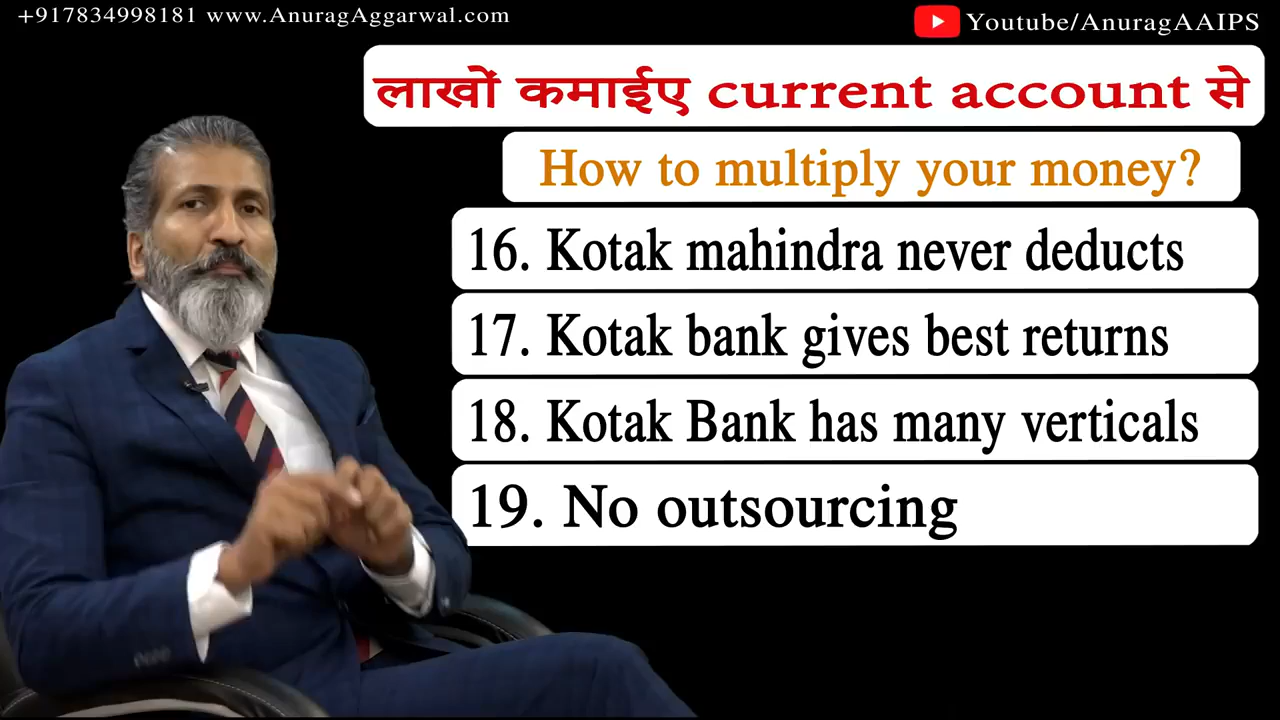 +917834998181 www.AnuragAggarwal.com
Youtube/AnuragAAIPS
लाखों कमाईए current account से
How to multiply your money?
16. Kotak mahindra never deducts
17. Kotak bank gives best returns
18. Kotak Bank has many verticals
19. No outsourcing